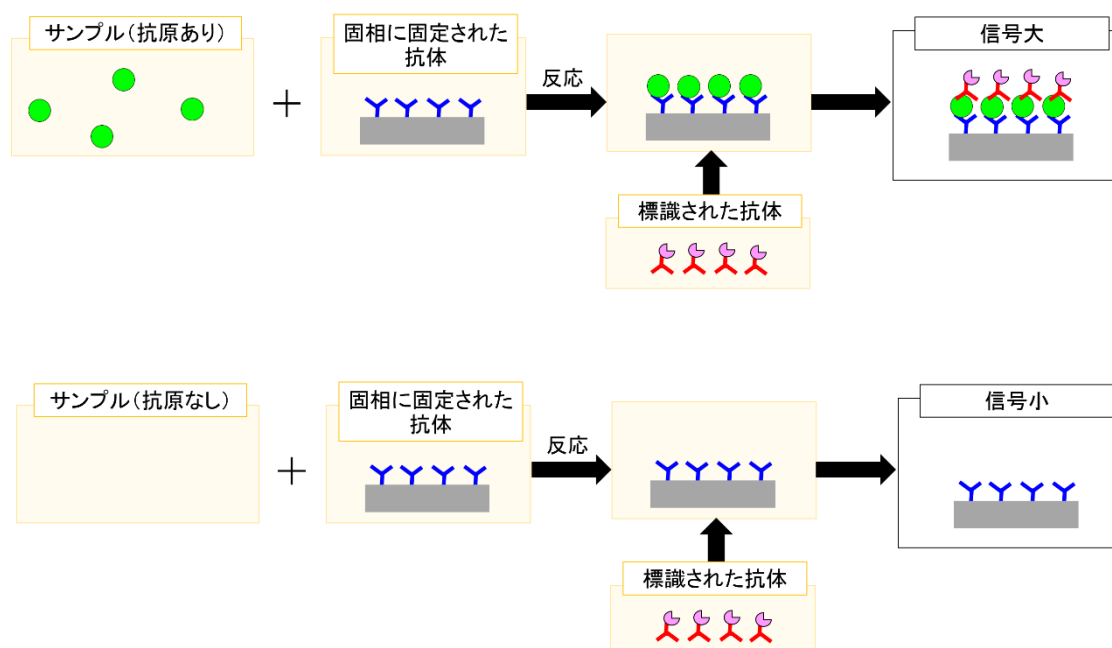 サンプル(抗原あり)
固相に固定された
抗体
反応
信号大
標識された抗体
サンプル(抗原なし)
固相に固定された
抗体
反応
信号小
標識された抗体